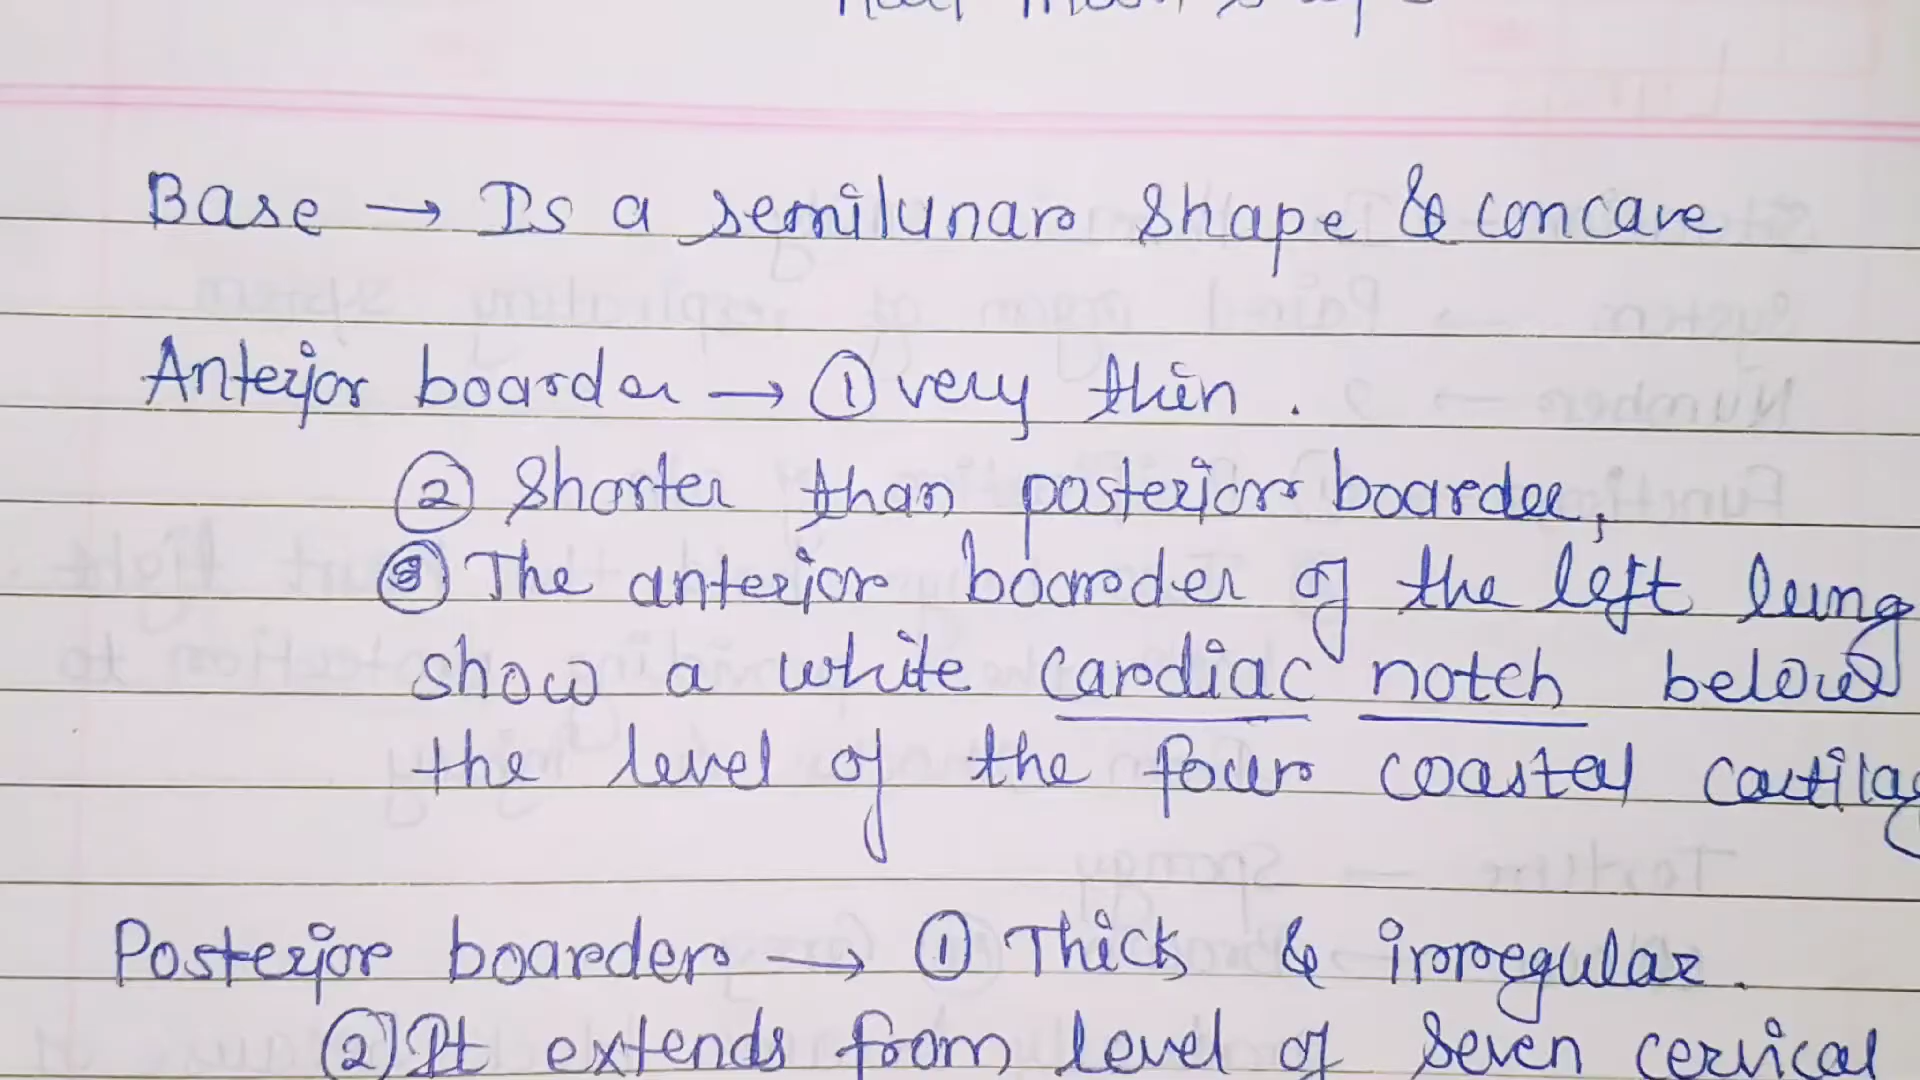 Base → Is a semilunar shape & concave
Anterior boarder → ① very thin .
② Shorter than posterior boarder,
③ The anterior boarder of the left lung
show a white cardiac notch below
the level of the four coastal cartilag
Posterior boarder → ① Thick & irregular .
② It extends from level of seven cervical